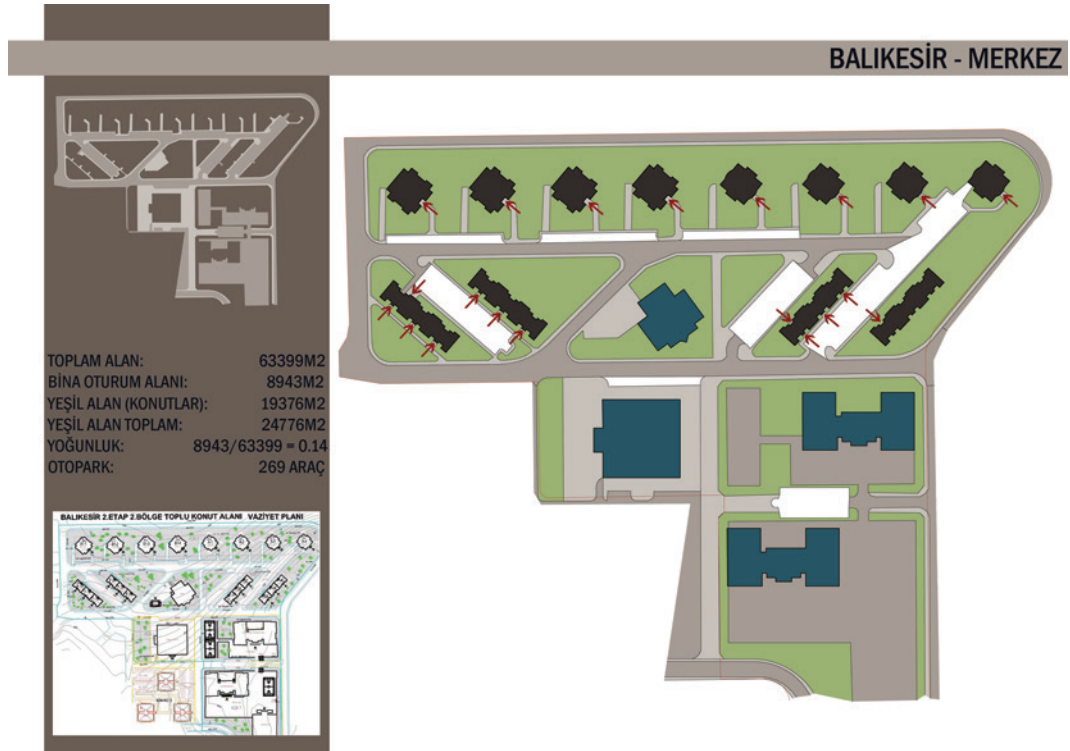 BALIKESİR - MERKEZ
TOPLAM ALAN: 63399M2
BİNA OTURUM ALANI: 8943M2
YEŞİL ALAN (KONUTLAR): 19376M2
YEŞİL ALAN TOPLAM: 24776M2
YOĞUNLUK: 8943/63399 = 0.14
OTOPARK: 269 ARAÇ
BALIKESİR 2.ETAP 2.BÖLGE TOPLU KONUT ALANI VAZİYET PLANI